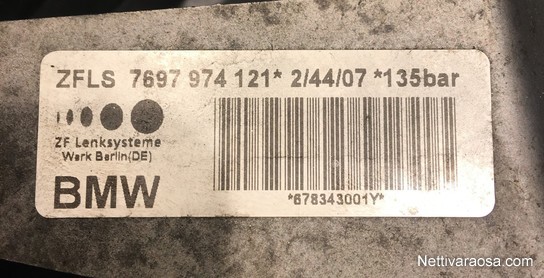 ZFLS 7697 974 121* 2/44/07 *135bar
ZF Lenksysteme
Werk Berlin(DE)
BMW
*678343001Y*
Nettivaraosa.com